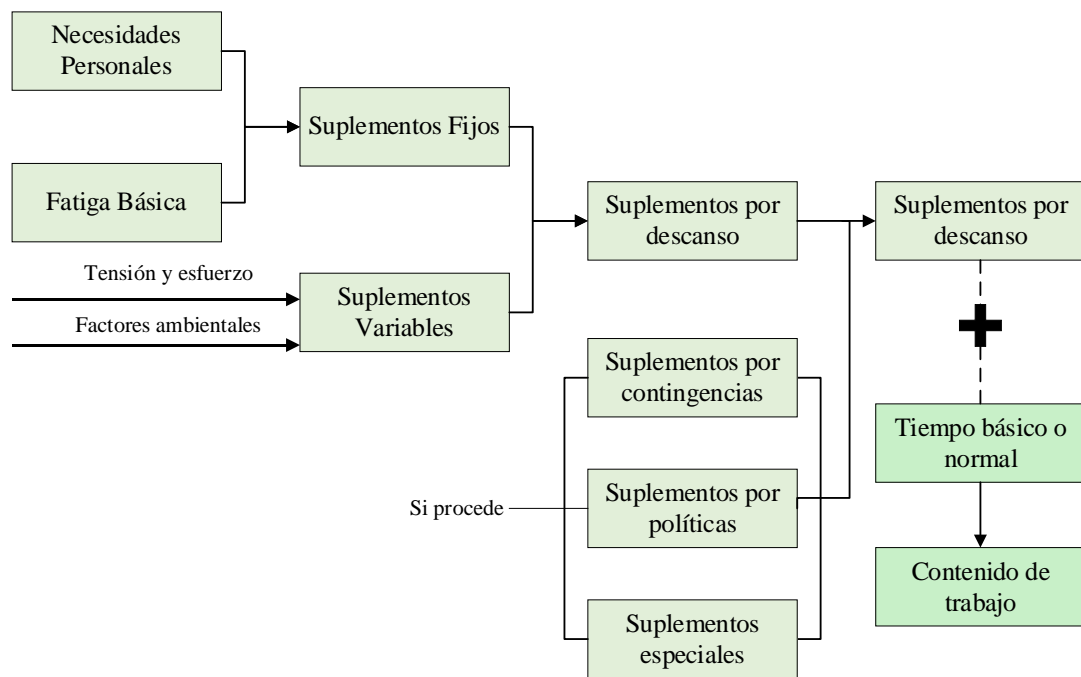 Necesidades
Personales
Fatiga Básica
Tensión y esfuerzo
Factores ambientales
Suplementos Fijos
Suplementos
Variables
Suplementos por
descanso
Suplementos por
contingencias
Si procede
Suplementos por
políticas
Suplementos
especiales
Suplementos por
descanso
Tiempo básico o
normal
Contenido de
trabajo